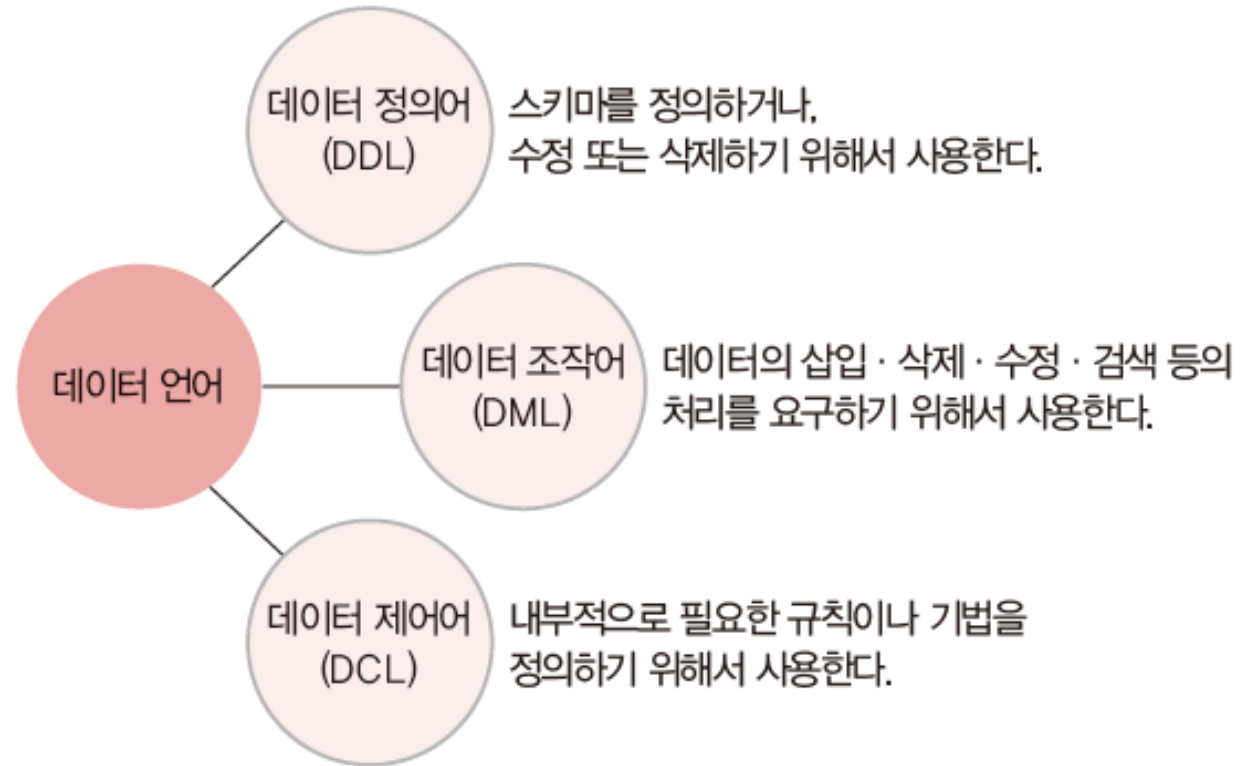 데이터 정의어
(DDL)
스키마를 정의하거나,
수정 또는 삭제하기 위해서 사용한다.
데이터 언어
데이터 조작어
(DML)
데이터의 삽입 · 삭제 · 수정 · 검색 등의
처리를 요구하기 위해서 사용한다.
데이터 제어어
(DCL)
내부적으로 필요한 규칙이나 기법을
정의하기 위해서 사용한다.